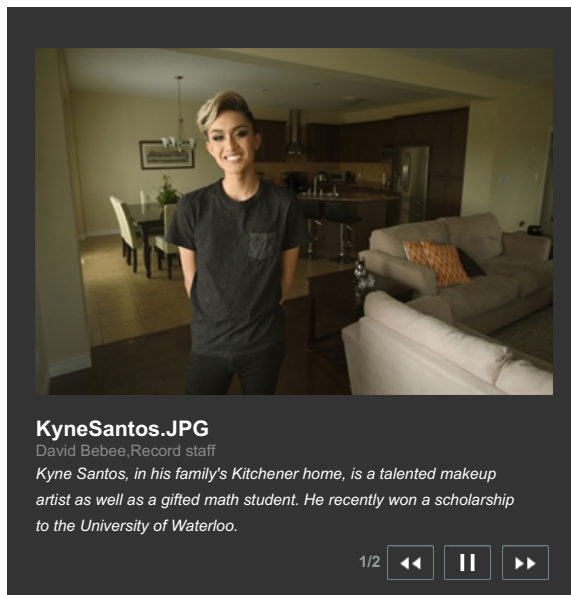 KyneSantos.JPG
David Bebee,Record staff
Kyne Santos, in his family's Kitchener home, is a talented makeup
artist as well as a gifted math student. He recently won a scholarship
to the University of Waterloo.
1/2